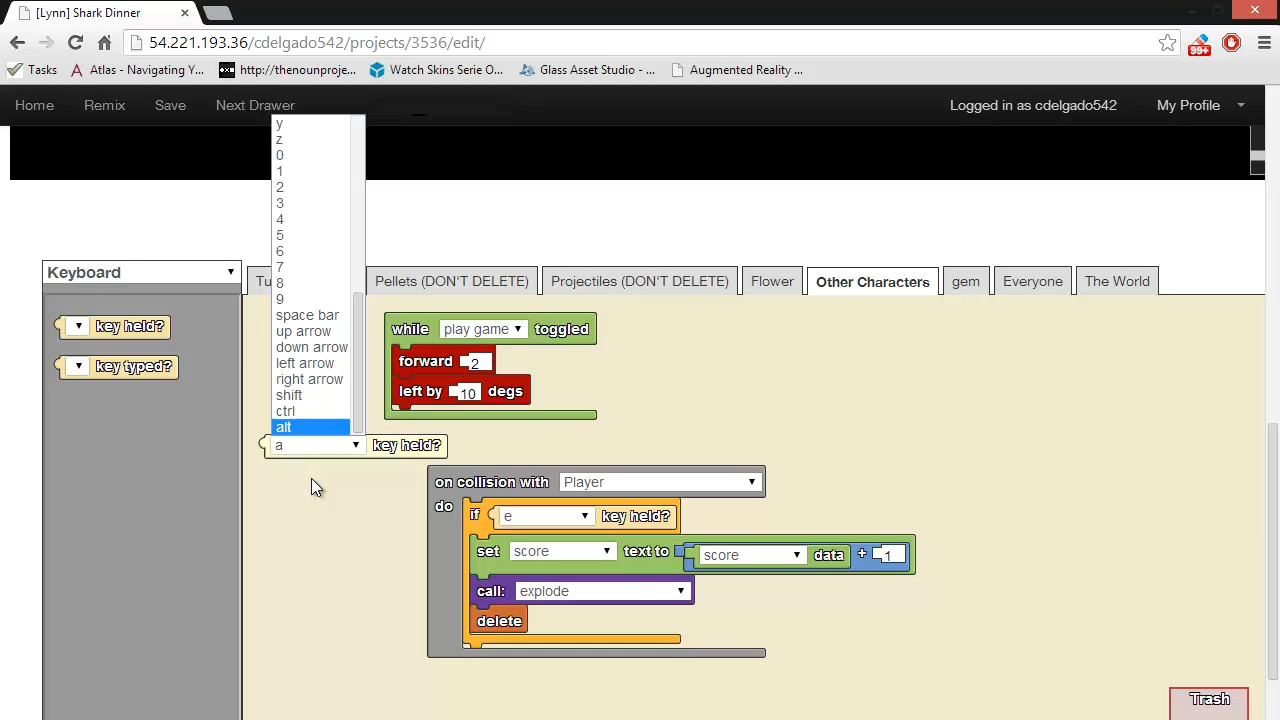 [Lynn] Shark Dinner
54.221.193.36/cdelgado542/projects/3536/edit/
99+
Tasks
Atlas - Navigating Y...
http://thenounproje...
Watch Skins Serie O...
Glass Asset Studio - ...
Augmented Reality ...
Home
Remix
Save
Next Drawer
Logged in as cdelgado542
My Profile
Keyboard
key held?
key typed?
Tu
Pellets (DON'T DELETE)
Projectiles (DON'T DELETE)
Flower
Other Characters
gem
Everyone
The World
y
z
0
1
2
3
4
5
6
7
8
9
space bar
up arrow
down arrow
left arrow
right arrow
shift
ctrl
alt
a key held?
while play game toggled
forward 2
left by 10 degs
on collision with Player
do if e key held?
set score text to score data + 1
call: explode
delete
Trash